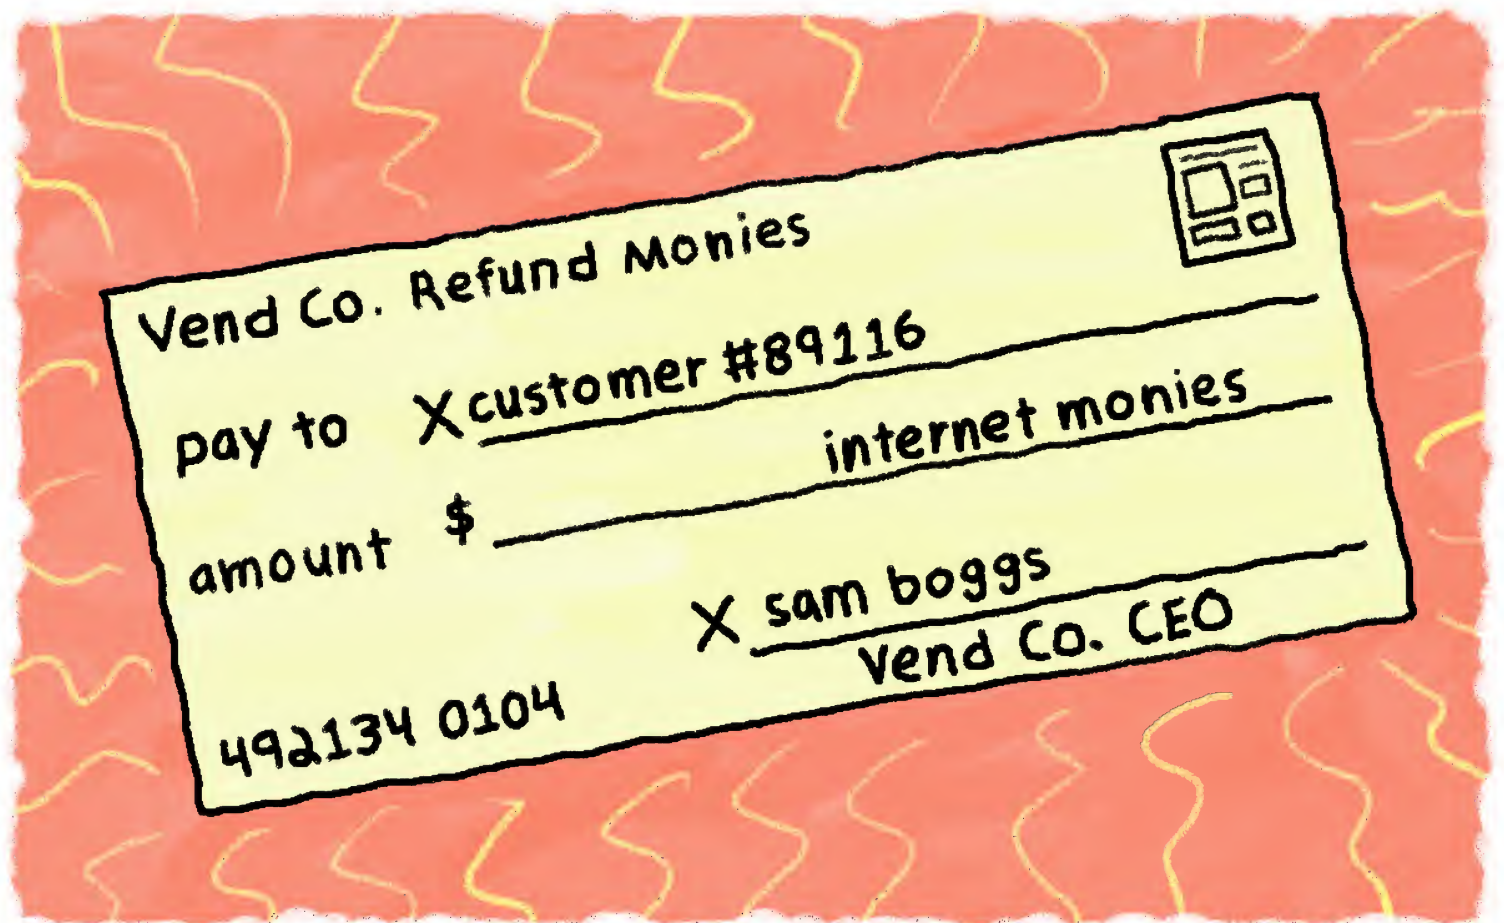 Vend Co. Refund Monies
pay to X customer #89116
amount $ internet monies
X sam boggs
Vend Co. CEO
492134 0104